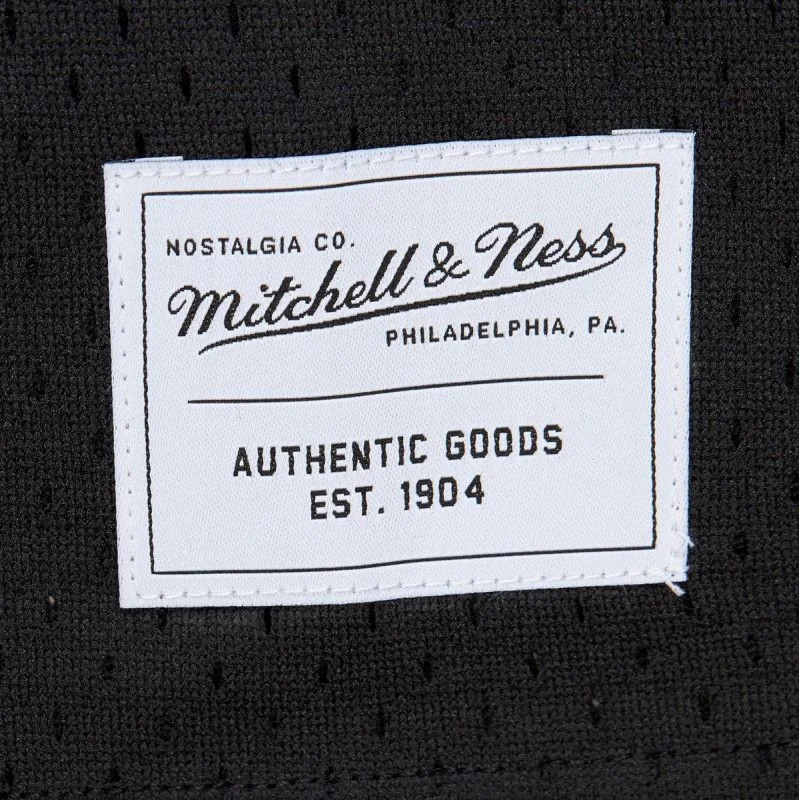 NOSTALGIA CO.
Mitchell & Ness
PHILADELPHIA, PA.
AUTHENTIC GOODS
EST. 1904